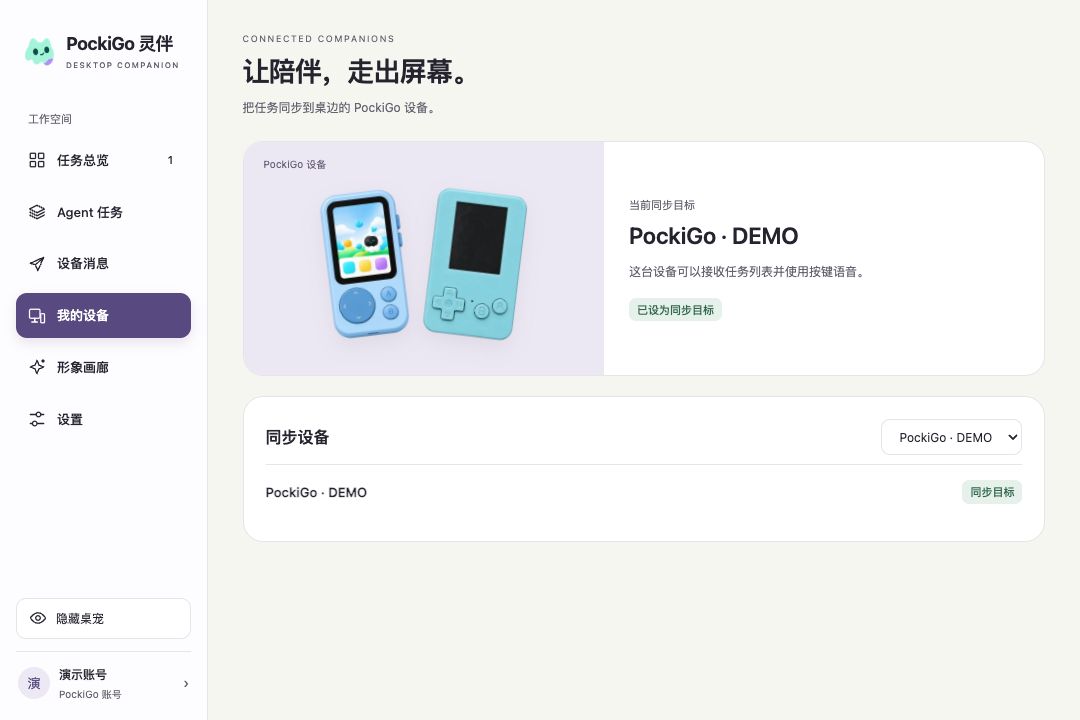 PockiGo 灵伴
DESKTOP COMPANION
工作空间
任务总览 1
Agent 任务
设备消息
我的设备
形象画廊
设置
隐藏桌宠
演
演示账号
PockiGo 账号
CONNECTED COMPANIONS
让陪伴，走出屏幕。
把任务同步到桌边的 PockiGo 设备。
PockiGo 设备
A
B
当前同步目标
PockiGo · DEMO
这台设备可以接收任务列表并使用按键语音。
已设为同步目标
同步设备
PockiGo · DEMO
PockiGo · DEMO
同步目标